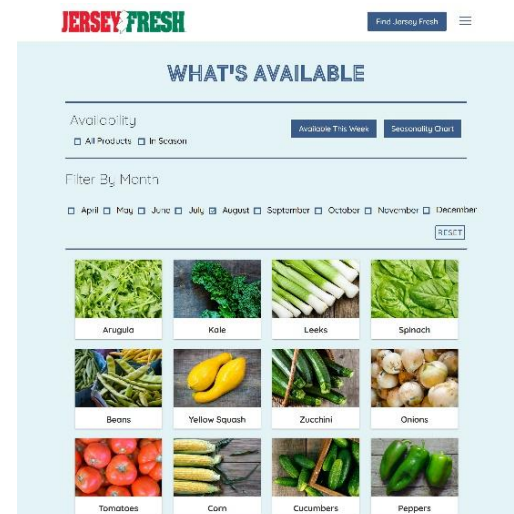 JERSEY FRESH
Find Jersey Fresh
WHAT'S AVAILABLE
Availability
Available This Week
Seasonality Chart
All Products In Season
Filter By Month
April May June July August September October November December
RESET
Arugula Kale Leeks Spinach
Beans Yellow Squash Zucchini Onions
Tomatoes Corn Cucumbers Peppers